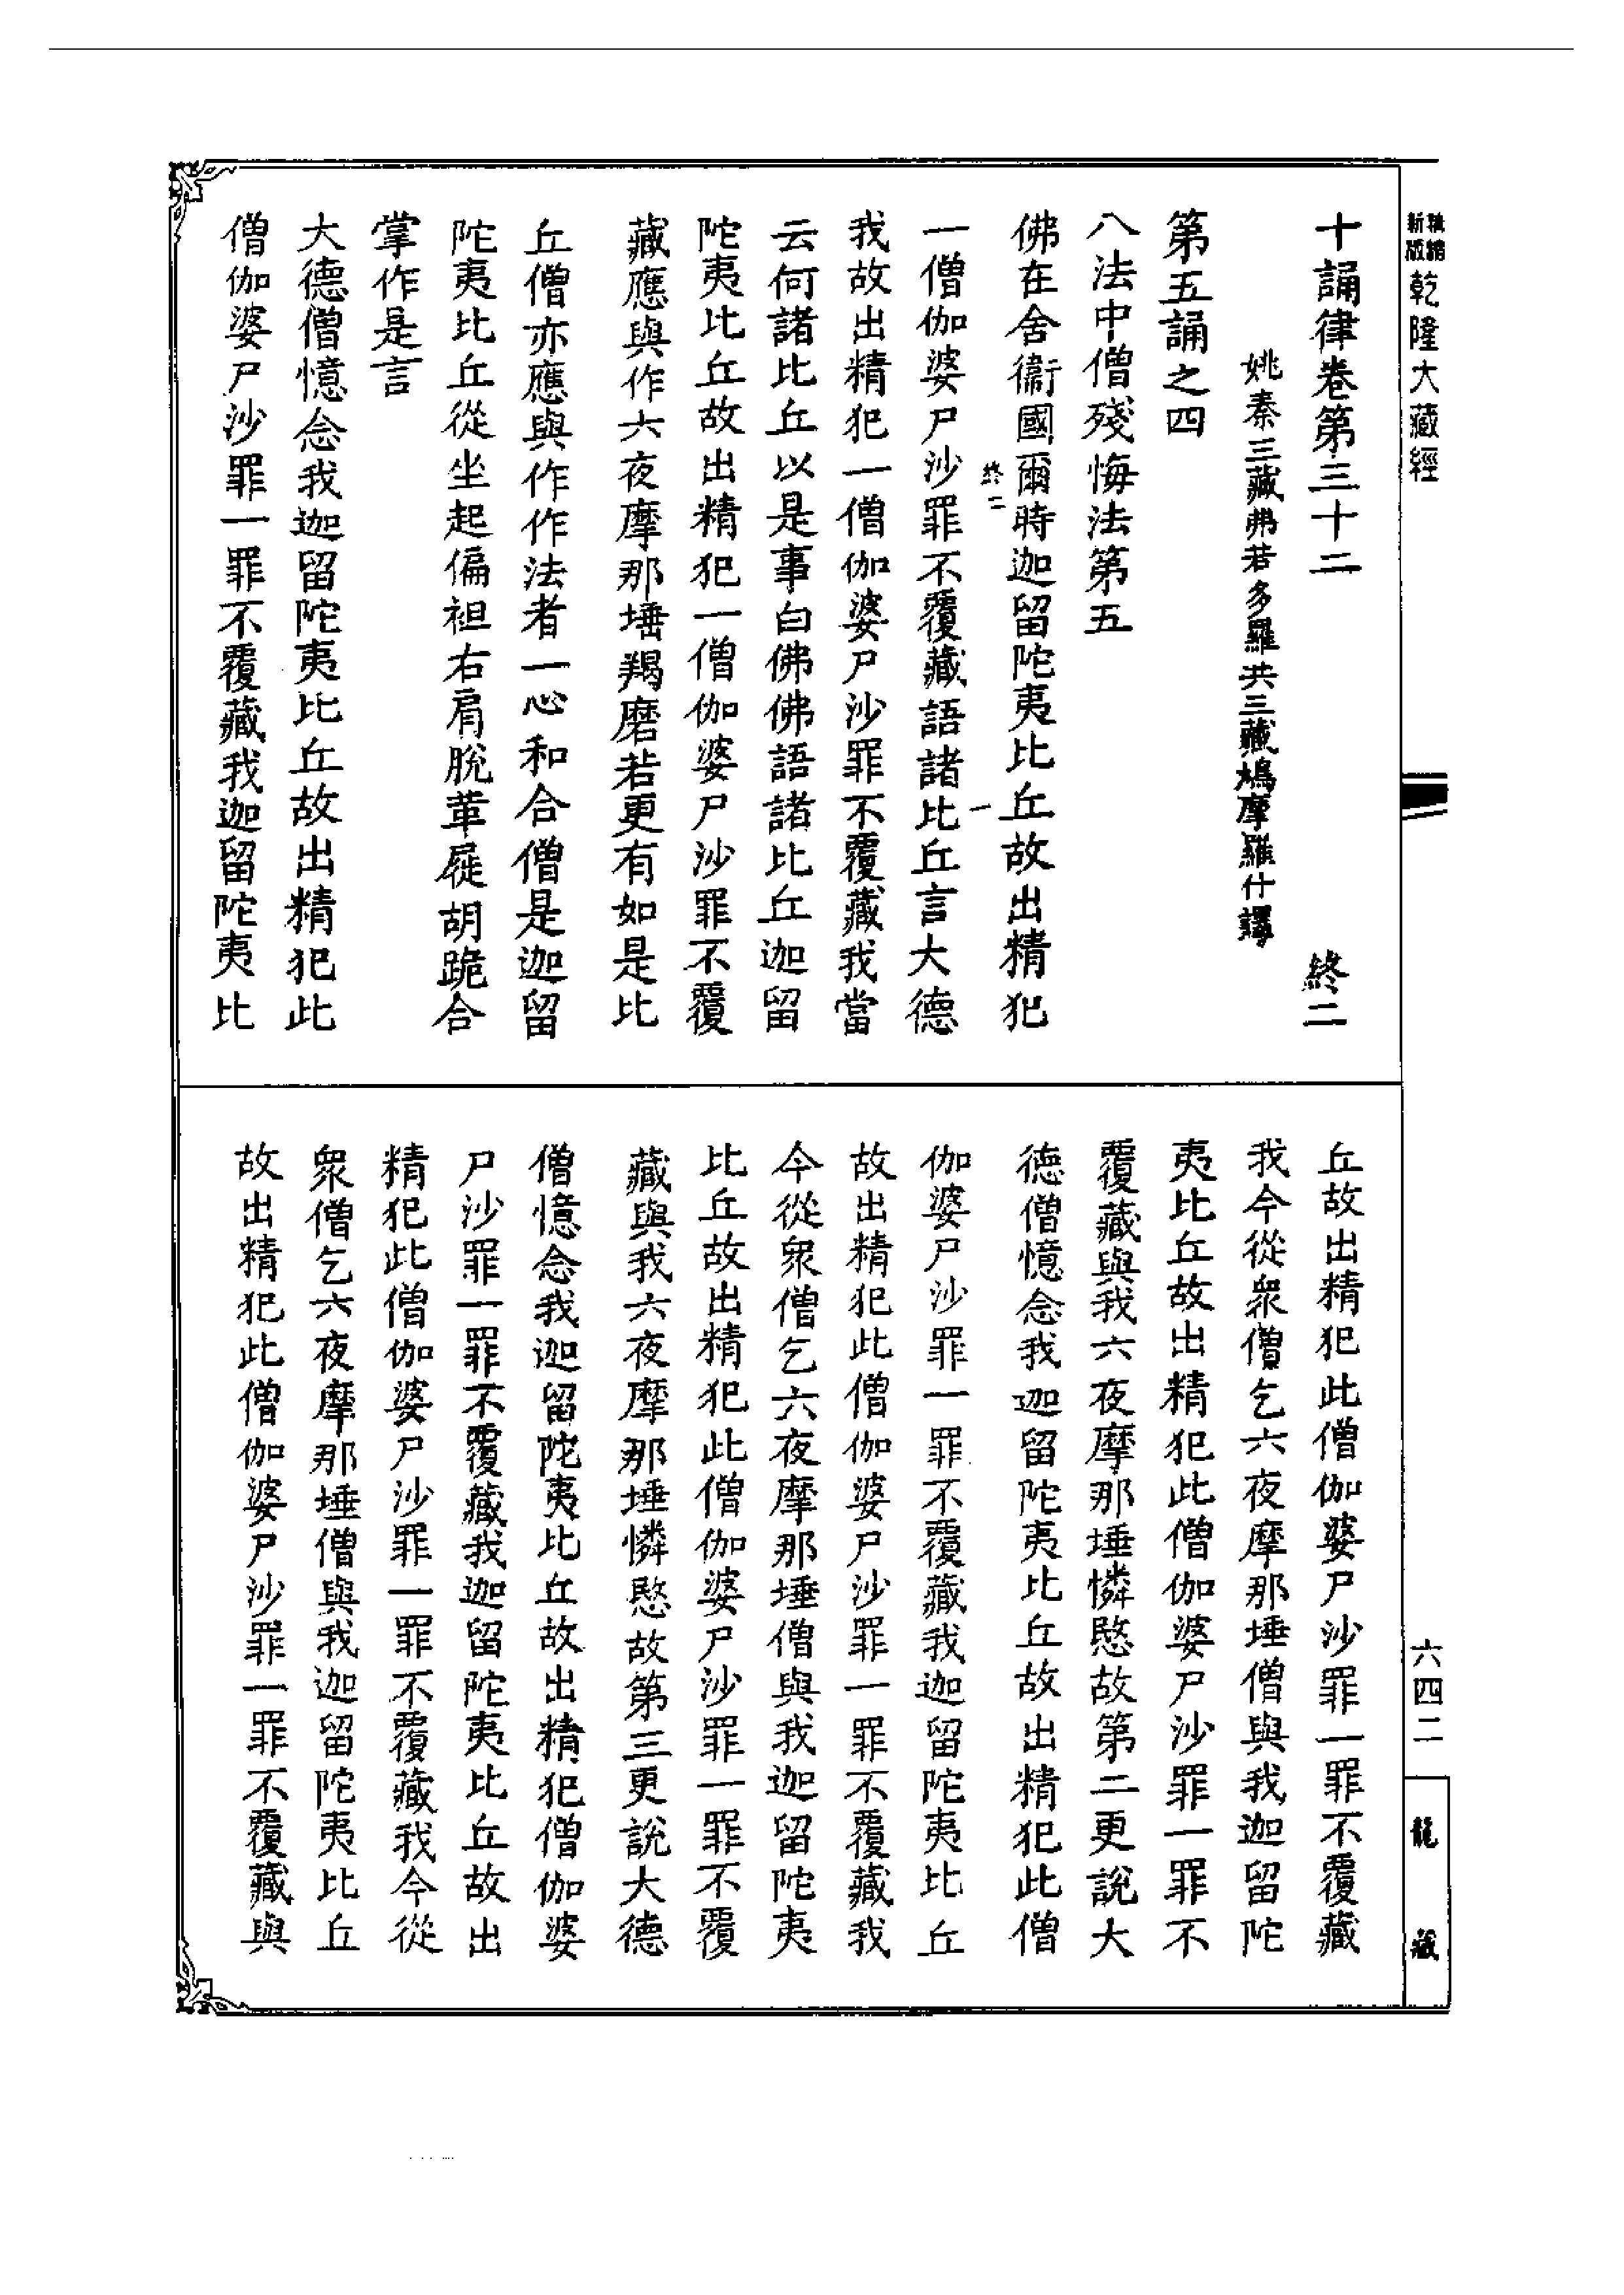 新版精縮乾隆大藏經
十誦律卷第三十二 終二
姚秦三藏弗若多羅共三藏鳩摩羅什譯
第五誦之四
八法中僧殘悔法第五
佛在舍衞國爾時迦留陀夷比丘故出精犯
終二 一
一僧伽婆尸沙罪不覆藏語諸比丘言大德
我故出精犯一僧伽婆尸沙罪不覆藏我當
云何諸比丘以是事白佛佛語諸比丘迦留
陀夷比丘故出精犯一僧伽婆尸沙罪不覆
藏應與作六夜摩那埵羯磨若更有如是比
丘僧亦應與作作法者一心和合僧是迦留
陀夷比丘從坐起偏袒右肩脫革屣胡跪合
掌作是言
大德僧憶念我迦留陀夷比丘故出精犯此
僧伽婆尸沙罪一罪不覆藏我迦留陀夷比
丘故出精犯此僧伽婆尸沙罪一罪不覆藏
我今從衆僧乞六夜摩那埵僧與我迦留陀
夷比丘故出精犯此僧伽婆尸沙罪一罪不
覆藏與我六夜摩那埵憐愍故第二更說大
德僧憶念我迦留陀夷比丘故出精犯此僧
伽婆尸沙罪一罪不覆藏我迦留陀夷比丘
故出精犯此僧伽婆尸沙罪一罪不覆藏我
今從衆僧乞六夜摩那埵僧與我迦留陀夷
比丘故出精犯此僧伽婆尸沙罪一罪不覆
藏與我六夜摩那埵憐愍故第三更說大德
僧憶念我迦留陀夷比丘故出精犯僧伽婆
尸沙罪一罪不覆藏我迦留陀夷比丘故出
精犯此僧伽婆尸沙罪一罪不覆藏我今從
衆僧乞六夜摩那埵僧與我迦留陀夷比丘
故出精犯此僧伽婆尸沙罪一罪不覆藏與
六四二
龍藏